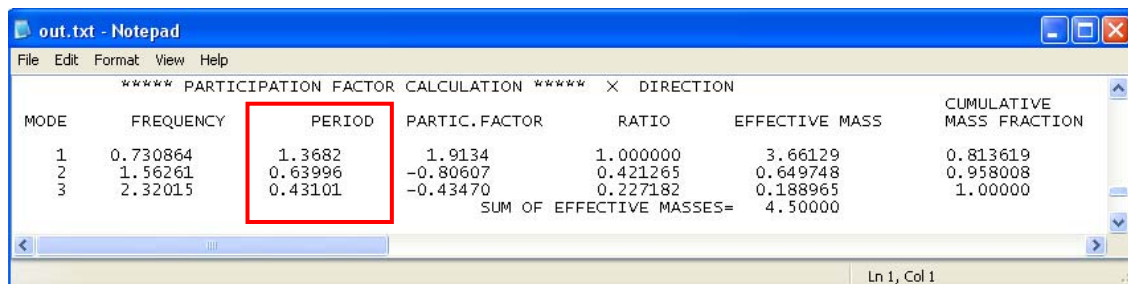 out.txt - Notepad
File Edit Format View Help
***** PARTICIPATION FACTOR CALCULATION ***** X DIRECTION
CUMULATIVE
MODE FREQUENCY PERIOD PARTIC.FACTOR RATIO EFFECTIVE MASS MASS FRACTION
1 0.730864 1.3682 1.9134 1.000000 3.66129 0.813619
2 1.56261 0.63996 -0.80607 0.421265 0.649748 0.958008
3 2.32015 0.43101 -0.43470 0.227182 0.188965 1.00000
SUM OF EFFECTIVE MASSES= 4.50000
Ln 1, Col 1